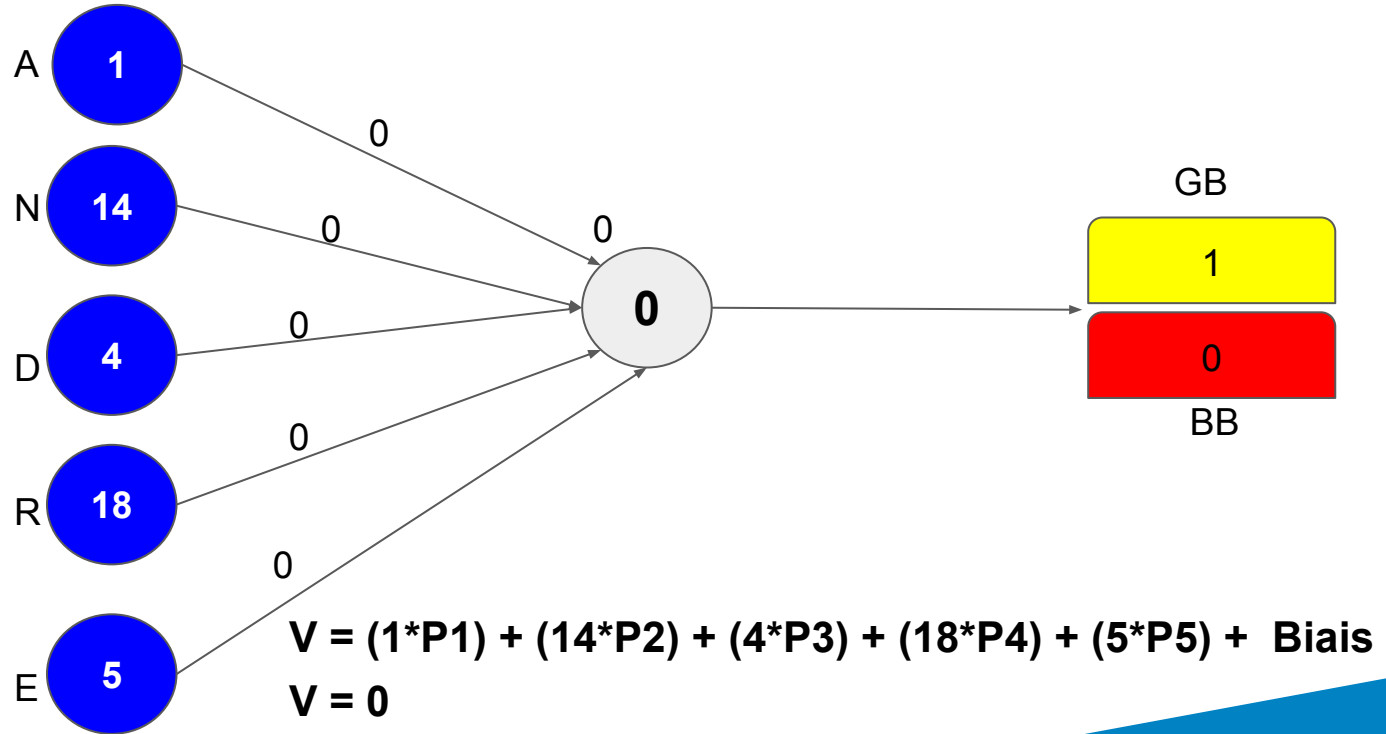 A 1
0
N 14
0
0
GB
1
0
BB
0
D 4
0
R 18
0
0
E 5
V = (1*P1) + (14*P2) + (4*P3) + (18*P4) + (5*P5) + Biais
V = 0